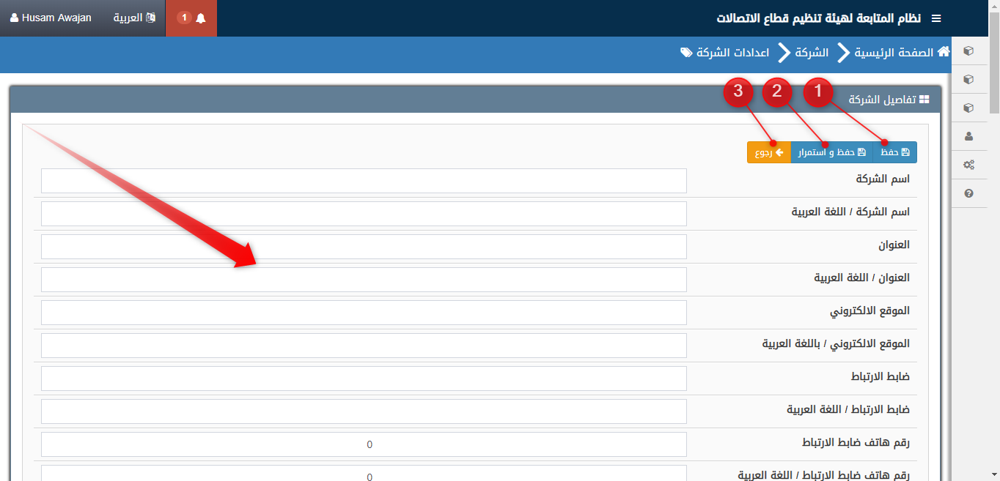 نظام المتابعة لهيئة تنظيم قطاع الاتصالات
1
العربية
Husam Awajan
الصفحة الرئيسية
الشركة
اعدادات الشركة
تفاصيل الشركة
1
2
3
حفظ
حفظ و استمرار
رجوع
اسم الشركة
اسم الشركة / اللغة العربية
العنوان
العنوان / اللغة العربية
الموقع الالكتروني
الموقع الالكتروني / باللغة العربية
ضابط الارتباط
ضابط الارتباط / اللغة العربية
رقم هاتف ضابط الارتباط
0
رقم هاتف ضابط الارتباط / اللغة العربية
0